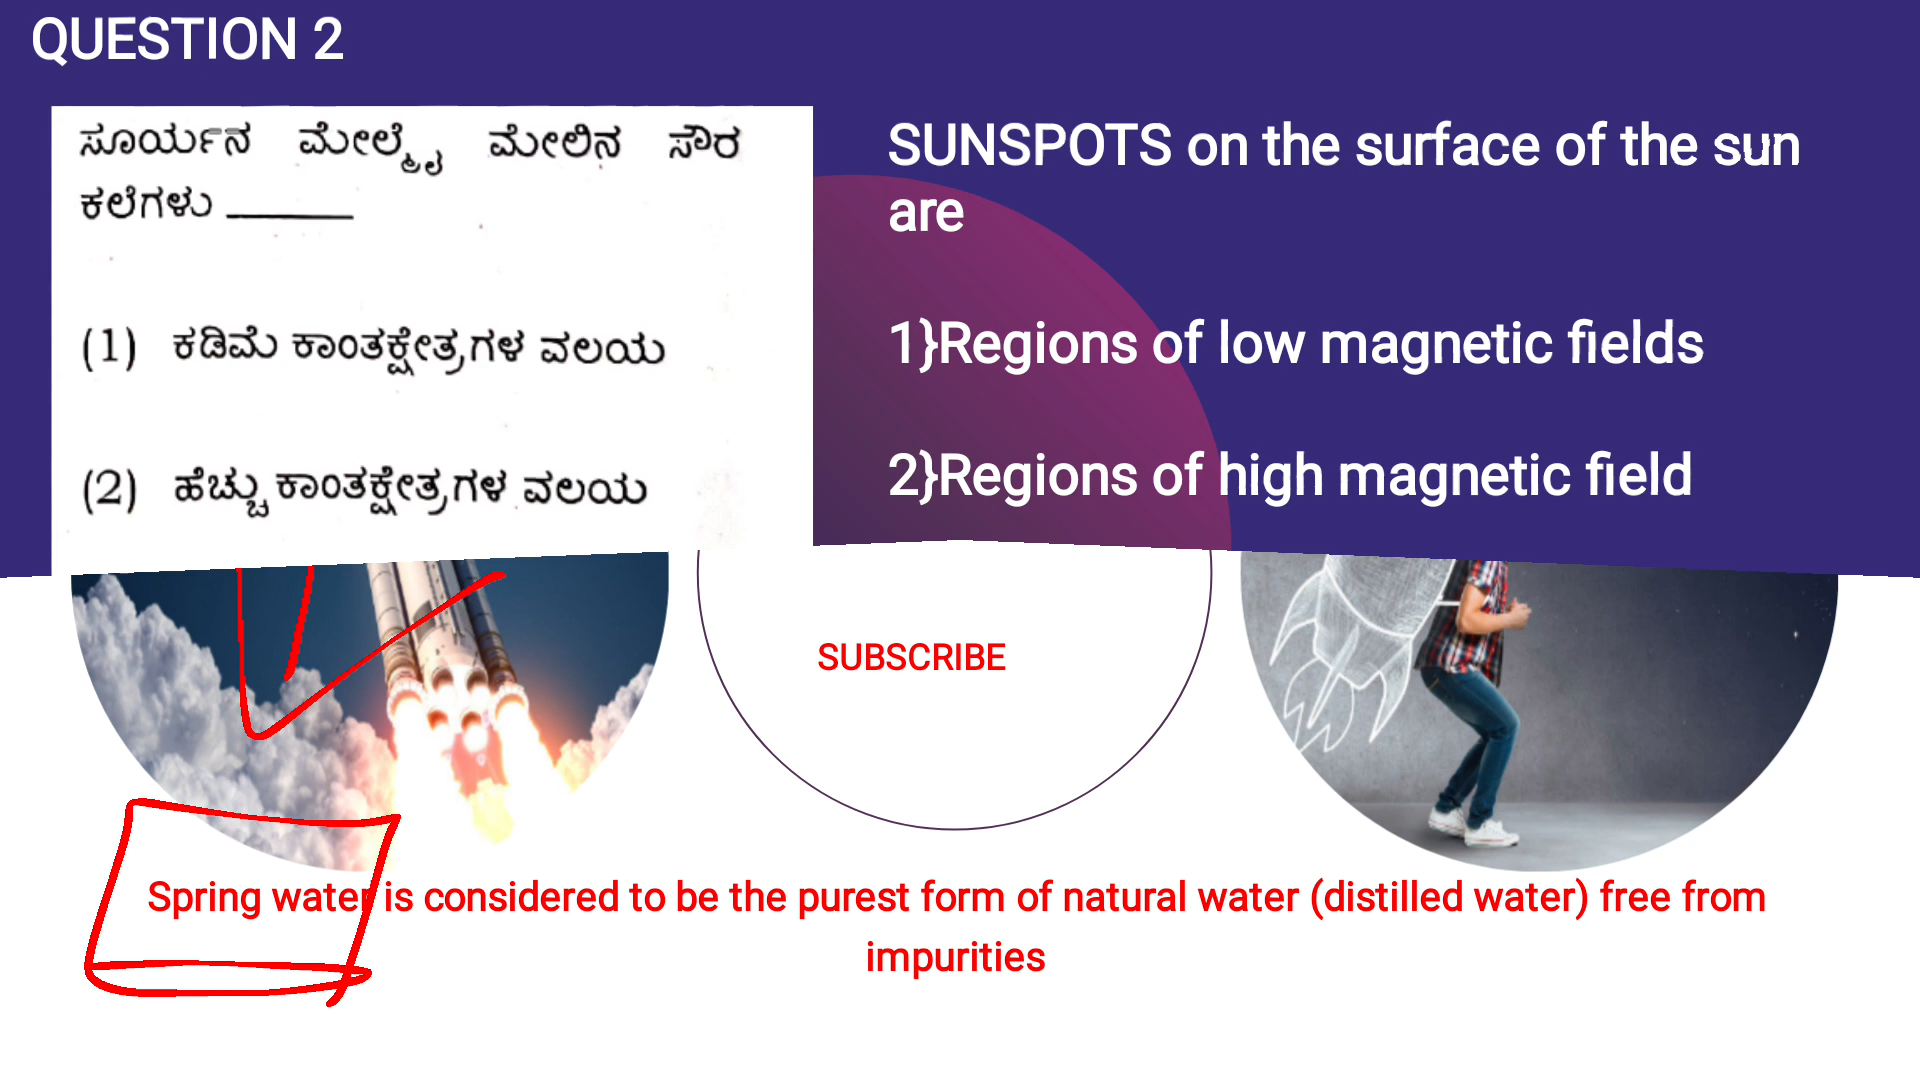 QUESTION 2
ಸೂರ್ಯನ ಮೇಲ್ಮೈ ಮೇಲಿನ ಸೌರ
ಕಲೆಗಳು ______
(1) ಕಡಿಮೆ ಕಾಂತಕ್ಷೇತ್ರಗಳ ವಲಯ
(2) ಹೆಚ್ಚು ಕಾಂತಕ್ಷೇತ್ರಗಳ ವಲಯ
SUNSPOTS on the surface of the sun
are
1}Regions of low magnetic fields
2}Regions of high magnetic field
SUBSCRIBE
Spring water is considered to be the purest form of natural water (distilled water) free from
impurities